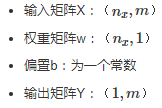 • 输入矩阵X：(n_x, m)
• 权重矩阵w：(n_x, 1)
• 偏置b：为一个常数
• 输出矩阵Y：(1, m)